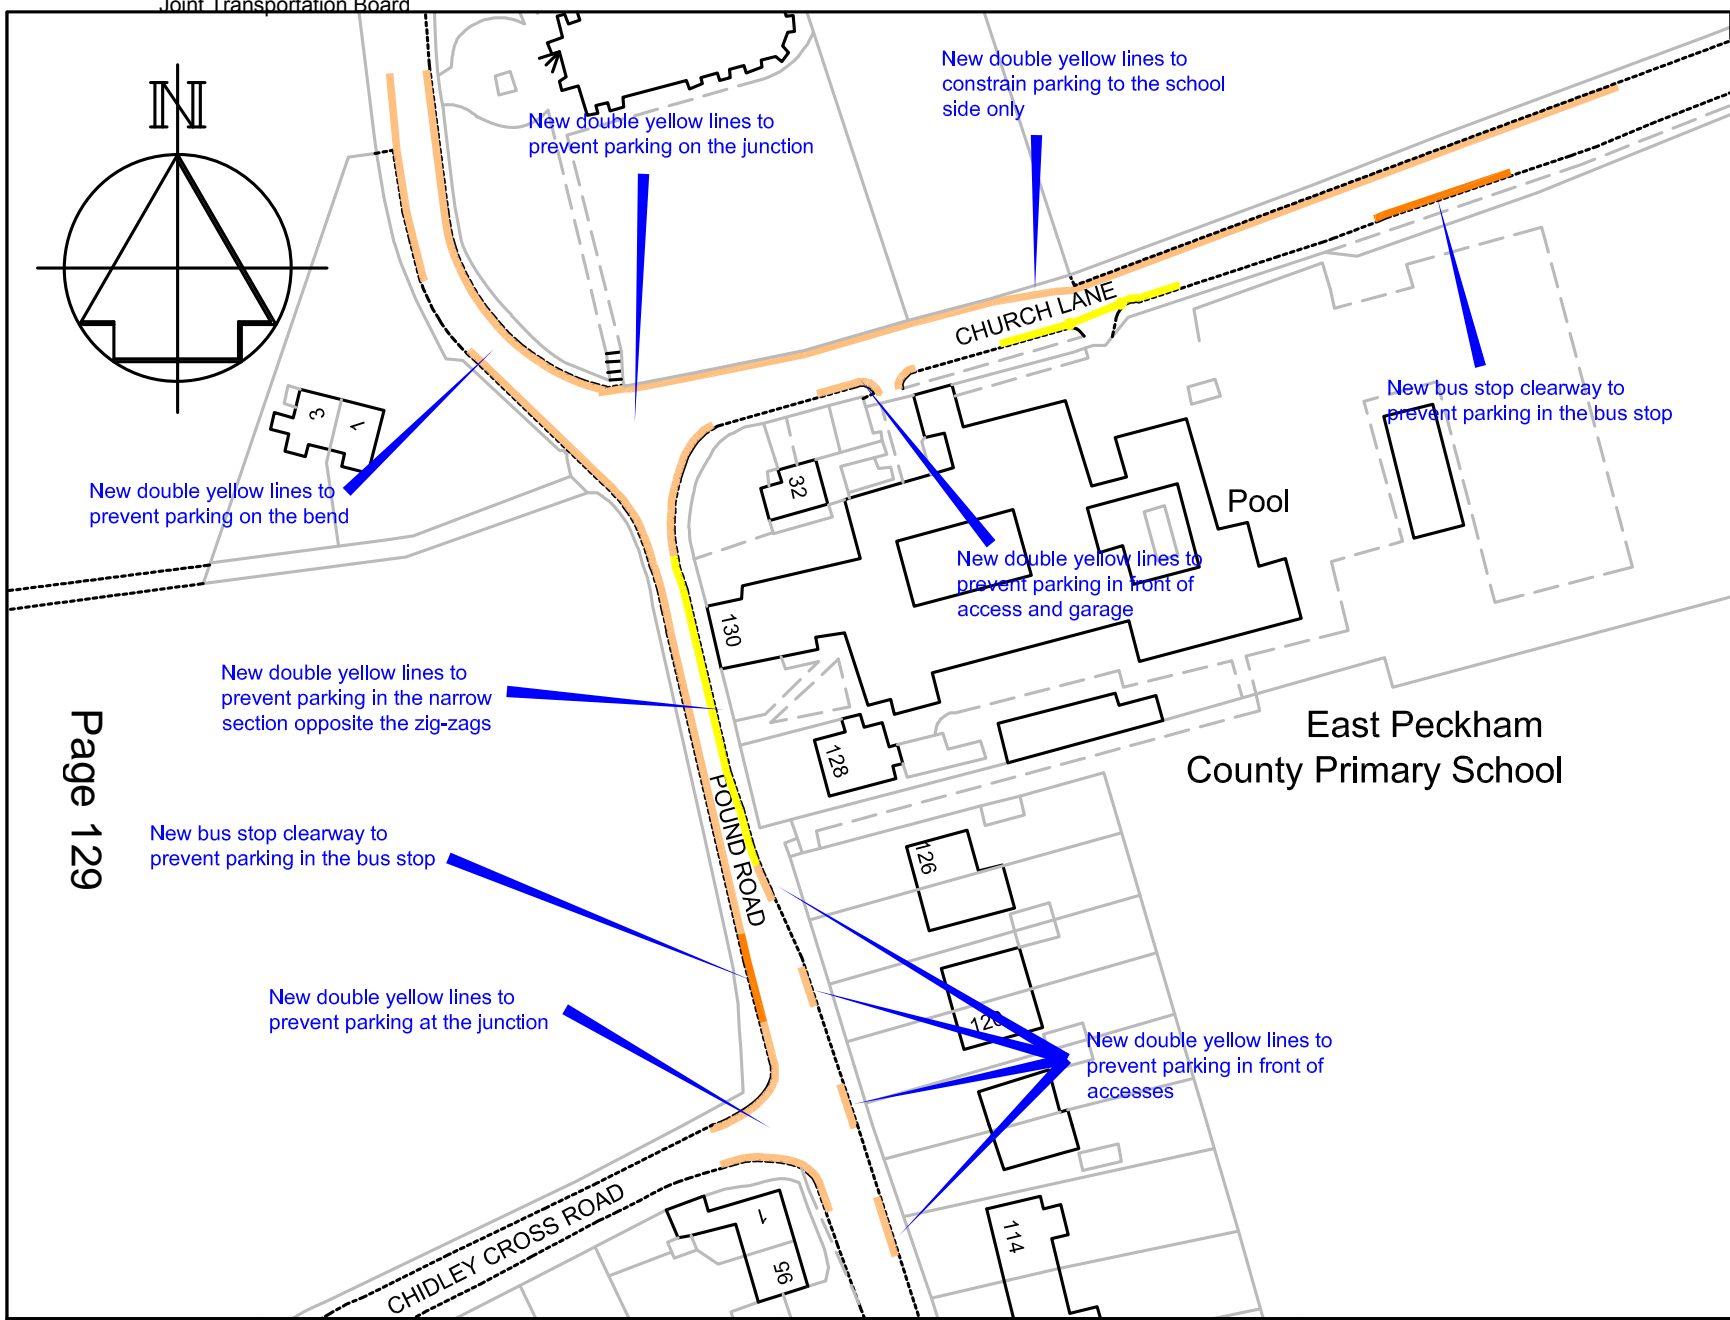 Joint Transportation Board
N
New double yellow lines to
constrain parking to the school
side only
New double yellow lines to
prevent parking on the junction
CHURCH LANE
New bus stop clearway to
prevent parking in the bus stop
3
1
New double yellow lines to
prevent parking on the bend
32
Pool
New double yellow lines to
prevent parking in front of
access and garage
130
New double yellow lines to
prevent parking in the narrow
section opposite the zig-zags
128
East Peckham
County Primary School
Page 129
POUND ROAD
New bus stop clearway to
prevent parking in the bus stop
126
New double yellow lines to
prevent parking at the junction
120
New double yellow lines to
prevent parking in front of
accesses
CHIDLEY CROSS ROAD
1
95
114